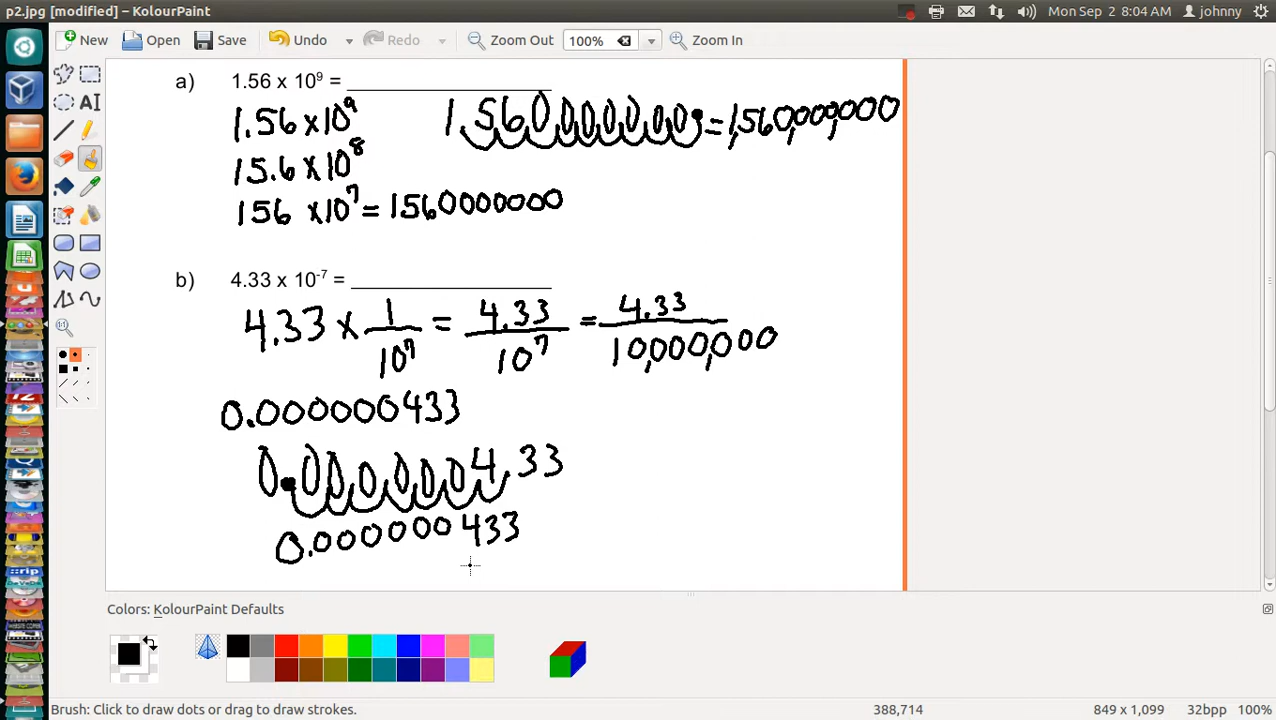 p2.jpg [modified] – KolourPaint
Mon Sep 2 8:04 AM johnny
New Open Save Undo Redo Zoom Out 100% Zoom In
a) 1.56 x 10⁹ = ____________________
1.56 x 10⁹
1.560000000. = 1,560,000,000
15.6 x 10⁸
156 x 10⁷ = 1560000000
b) 4.33 x 10⁻⁷ = ____________________
4.33 x 1/10⁷ = 4.33/10⁷ = 4.33/10,000,000
0.000000433
0.0000004.33
0.000000433
Colors: KolourPaint Defaults
Brush: Click to draw dots or drag to draw strokes.
388,714
849 x 1,099
32bpp
100%